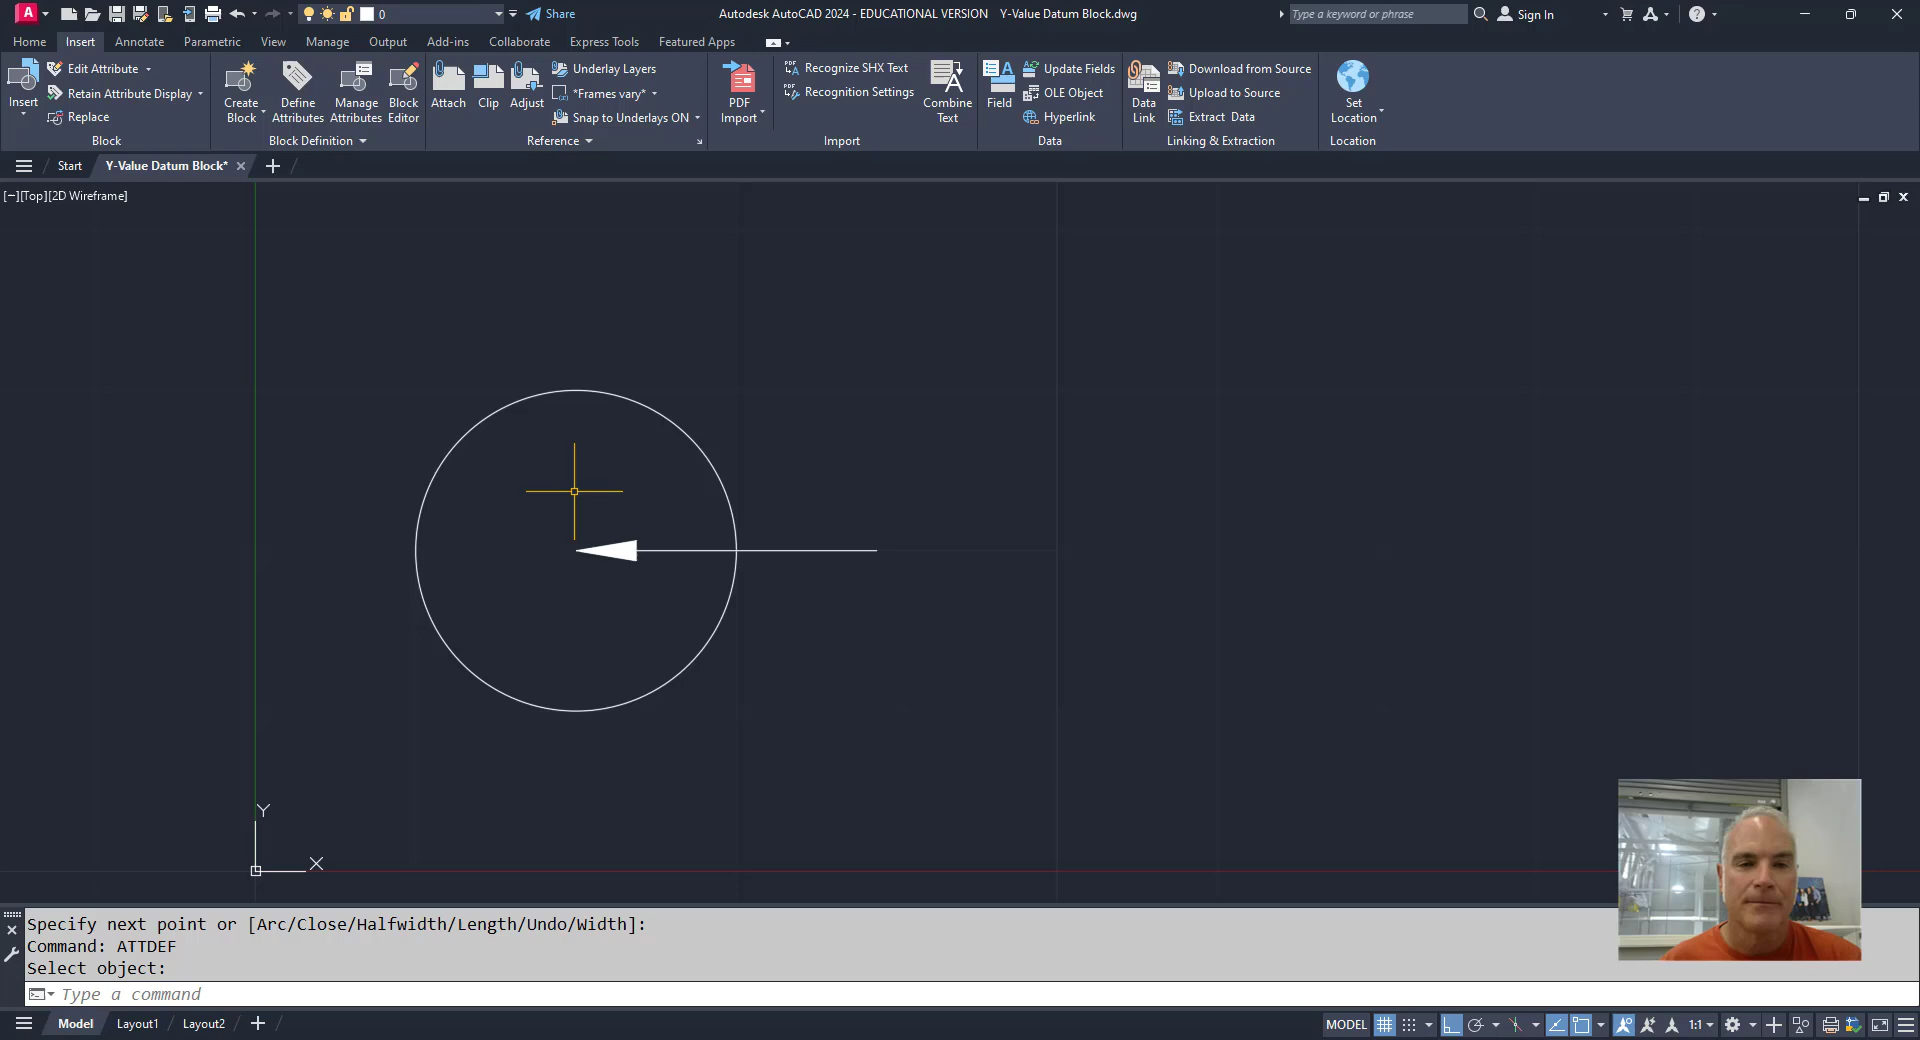 A 0 Share Autodesk AutoCAD 2024 - EDUCATIONAL VERSION Y-Value Datum Block.dwg Type a keyword or phrase Sign In
Home Insert Annotate Parametric View Manage Output Add-ins Collaborate Express Tools Featured Apps
Insert
Edit Attribute
Retain Attribute Display
Replace
Block
Create Block
Define Attributes
Manage Attributes
Block Editor
Block Definition
Attach
Clip
Adjust
Underlay Layers
*Frames vary*
Snap to Underlays ON
Reference
PDF Import
Recognize SHX Text
Recognition Settings
Combine Text
Import
Field
Update Fields
OLE Object
Hyperlink
Data
Data Link
Download from Source
Upload to Source
Extract Data
Linking & Extraction
Set Location
Location
Start Y-Value Datum Block*
[−][Top][2D Wireframe]
Y
X
Specify next point or [Arc/Close/Halfwidth/Length/Undo/Width]:
Command: ATTDEF
Select object:
Type a command
Model Layout1 Layout2 MODEL 1:1